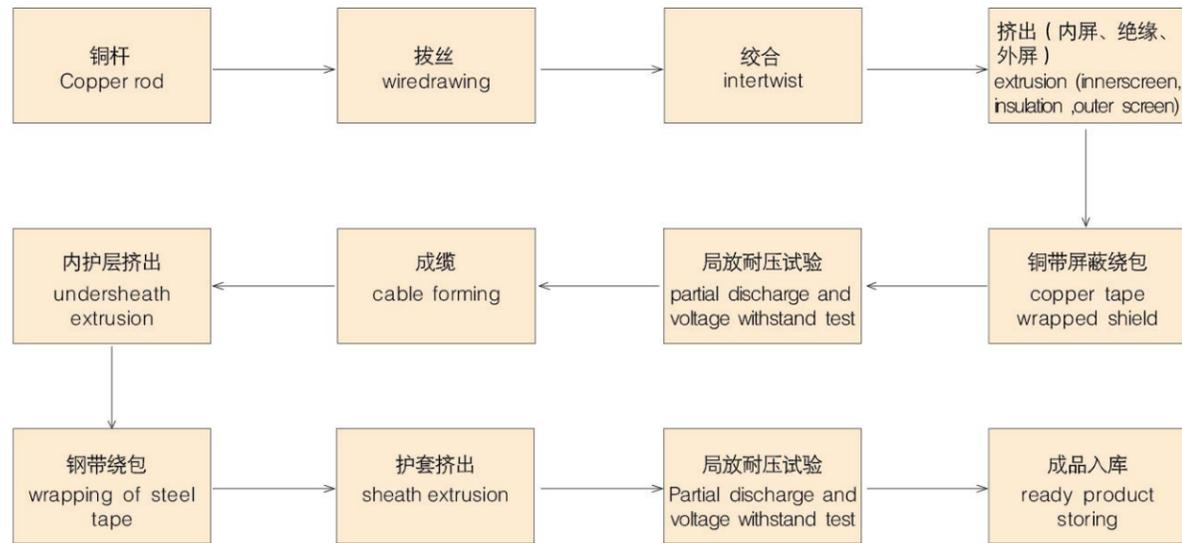 铜杆
Copper rod
拔丝
wiredrawing
绞合
intertwist
挤出（内屏、绝缘、
外屏）
extrusion (innerscreen,
insulation ,outer screen)
内护层挤出
undersheath
extrusion
成缆
cable forming
局放耐压试验
partial discharge and
voltage withstand test
铜带屏蔽绕包
copper tape
wrapped shield
钢带绕包
wrapping of steel
tape
护套挤出
sheath extrusion
局放耐压试验
Partial discharge and
voltage withstand test
成品入库
ready product
storing